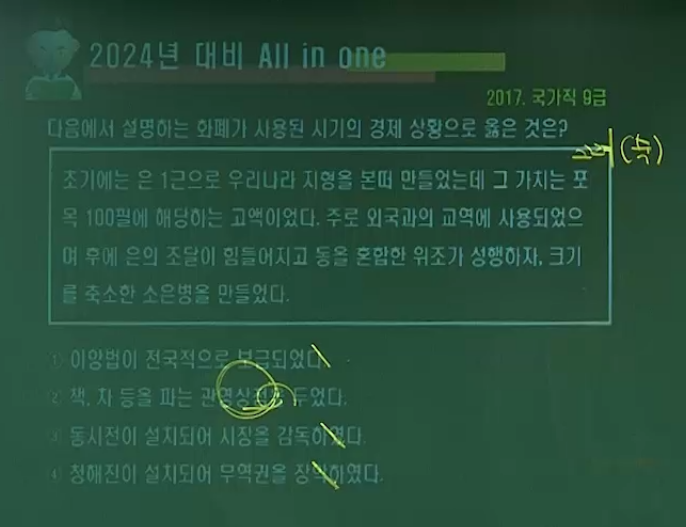 2024년 대비 All in one
2017. 국가직 9급
다음에서 설명하는 화폐가 사용된 시기의 경제 상황으로 옳은 것은?
초기에는 은 1근으로 우리나라 지형을 본떠 만들었는데 그 가치는 포
목 100필에 해당하는 고액이었다. 주로 외국과의 교역에 사용되었으
며 후에 은의 조달이 힘들어지고 동을 혼합한 위조가 성행하자, 크기
를 축소한 소은병을 만들었다.
① 이앙법이 전국적으로 보급되었다.
② 책, 차 등을 파는 관영상점을 두었다.
③ 동시전이 설치되어 시장을 감독하였다.
④ 청해진이 설치되어 무역권을 장악하였다.